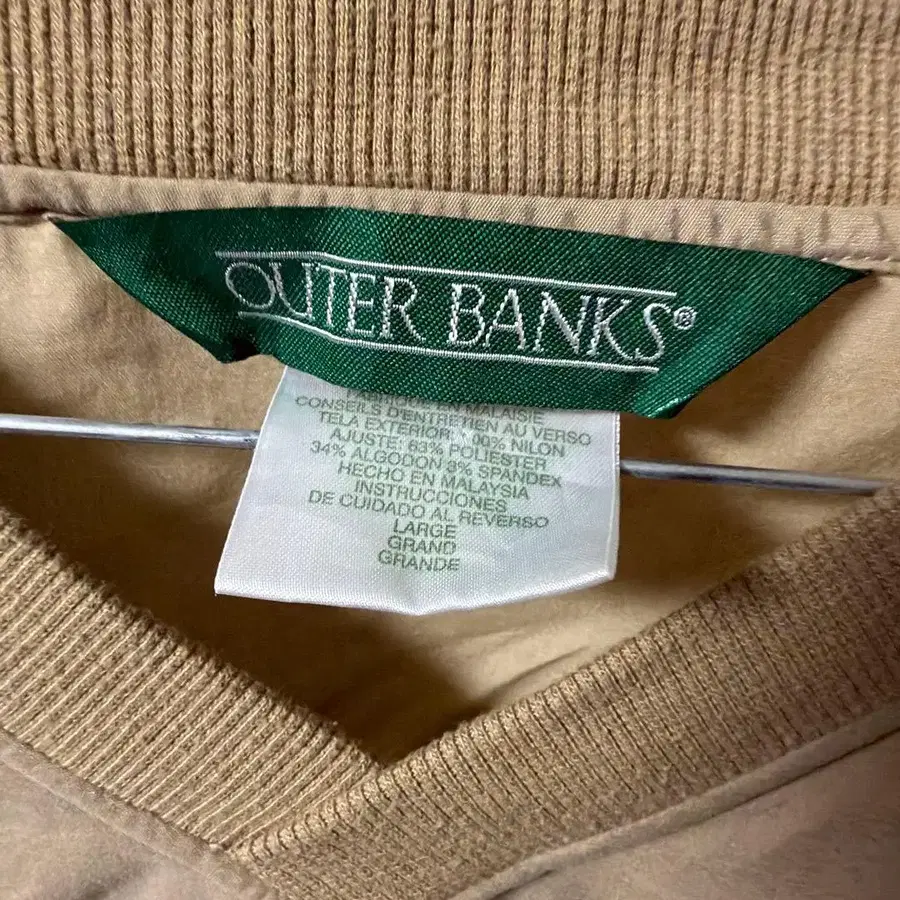 OUTER BANKS®
MALAISIE
CONSEILS D'ENTRETIEN AU VERSO
TELA EXTERIOR: 100% NILON
AJUSTE: 63% POLIESTER
34% ALGODON 3% SPANDEX
HECHO EN MALAYSIA
INSTRUCCIONES
DE CUIDADO AL REVERSO
LARGE
GRAND
GRANDE